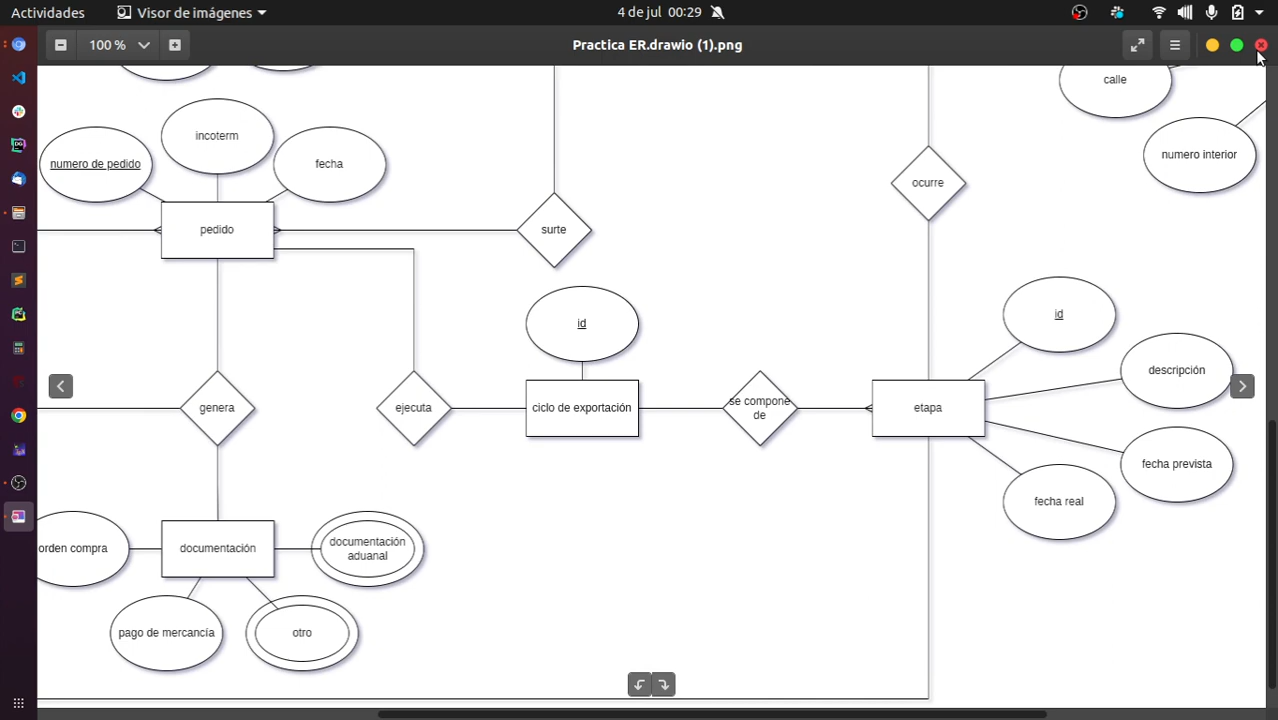 Actividades
Visor de imágenes
4 de jul 00:29
100 %
Practica ER.drawio (1).png
calle
incoterm
numero de pedido
fecha
numero interior
ocurre
pedido
surte
id
id
descripción
genera
ejecuta
ciclo de exportación
se compone
de
etapa
fecha prevista
fecha real
orden compra
documentación
documentación
aduanal
pago de mercancía
otro